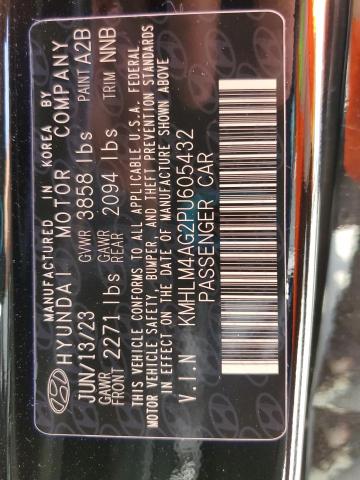 MANUFACTURED IN KOREA BY
HYUNDAI MOTOR COMPANY
JUN/13/23 GVWR 3858 lbs PAINT A2B
GAWR FRONT 2271 lbs GAWR REAR 2094 lbs TRIM NNB
THIS VEHICLE CONFORMS TO ALL APPLICABLE U.S.A. FEDERAL
MOTOR VEHICLE SAFETY, BUMPER, AND THEFT PREVENTION STANDARDS
IN EFFECT ON THE DATE OF MANUFACTURE SHOWN ABOVE
V.I.N KMHLM4AG2PU605432
PASSENGER CAR